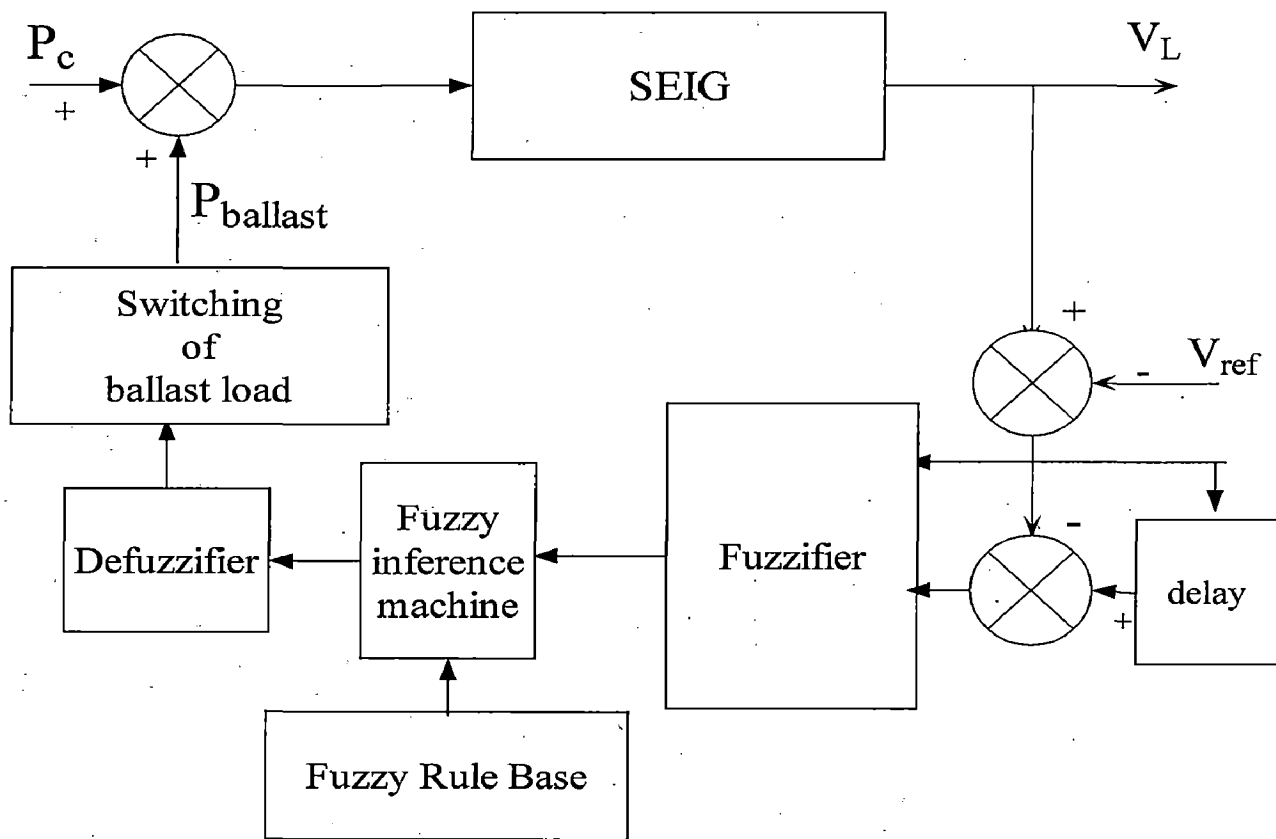 P_c
+
+
SEIG
V_L
P_ballast
Switching
of
ballast load
+
-
V_ref
Defuzzifier
Fuzzy
inference
machine
Fuzzifier
-
+
delay
Fuzzy Rule Base